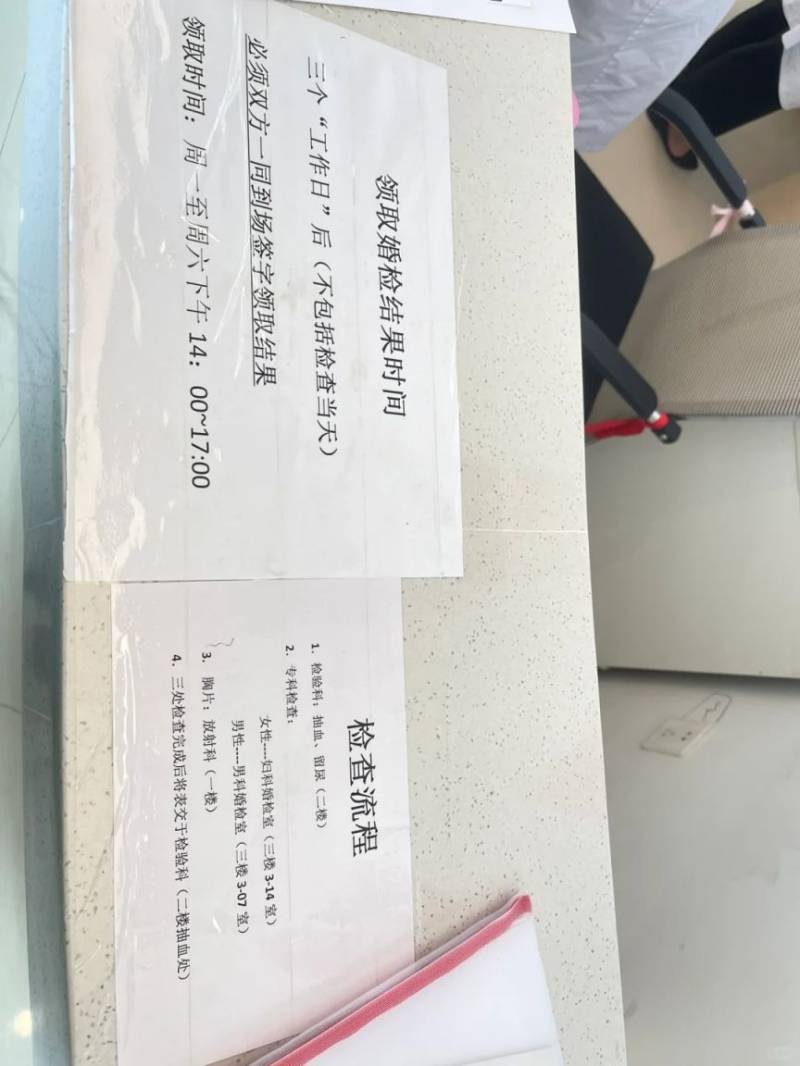 领取婚检结果时间
三个“工作日”后（不包括检查当天）
必须双方一同到场签字领取结果
领取时间：周一至周六下午 14：00~17:00
检查流程
1. 检验科：抽血、留尿（二楼）
2. 专科检查：
女性----妇科婚检室（三楼 3-14 室）
男性----男科婚检室（三楼 3-07 室）
3. 胸片：放射科（一楼）
4. 三处检查完成后将表交于检验科（二楼抽血处）